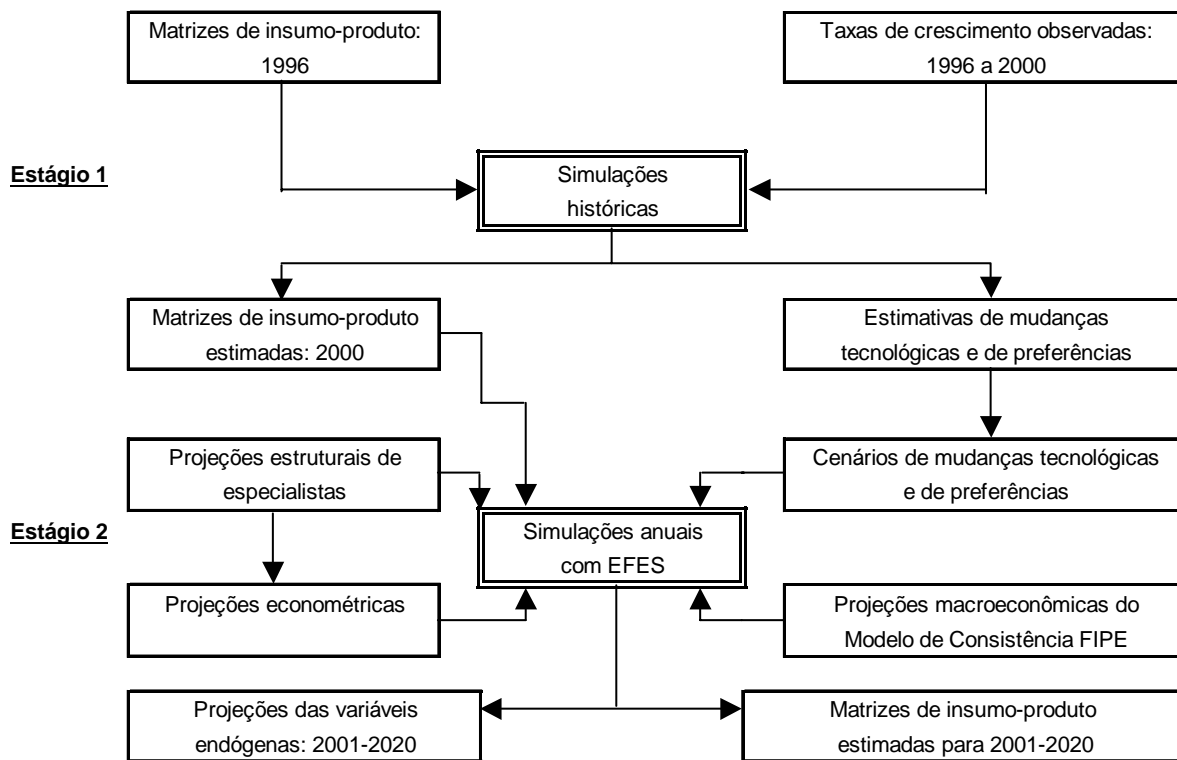 Matrizes de insumo-produto:
1996
Taxas de crescimento observadas:
1996 a 2000
Estágio 1
Simulações
históricas
Matrizes de insumo-produto
estimadas: 2000
Estimativas de mudanças
tecnológicas e de preferências
Projeções estruturais de
especialistas
Cenários de mudanças tecnológicas
e de preferências
Estágio 2
Simulações anuais
com EFES
Projeções econométricas
Projeções macroeconômicas do
Modelo de Consistência FIPE
Projeções das variáveis
endógenas: 2001-2020
Matrizes de insumo-produto
estimadas para 2001-2020